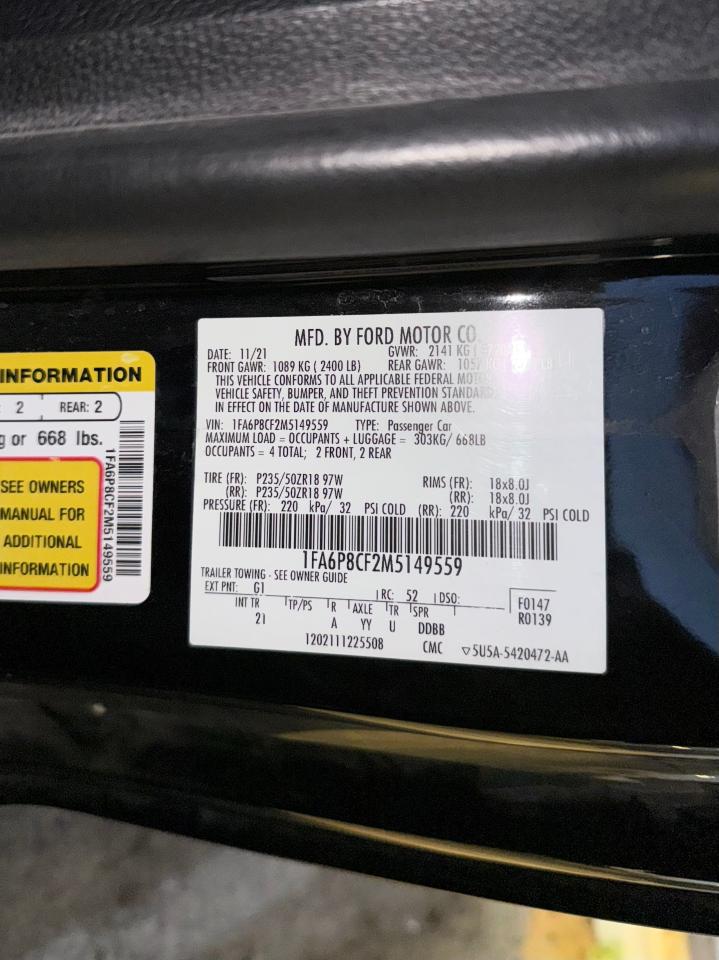 INFORMATION
: 2 REAR: 2
g or 668 lbs.
SEE OWNERS
MANUAL FOR
ADDITIONAL
INFORMATION
1FA6P8CF2M5149559
MFD. BY FORD MOTOR CO.
DATE: 11/21 GVWR: 2141 KG (
FRONT GAWR: 1089 KG ( 2400 LB) REAR GAWR:
THIS VEHICLE CONFORMS TO ALL APPLICABLE FEDERAL MOTOR
VEHICLE SAFETY, BUMPER, AND THEFT PREVENTION STANDARDS
IN EFFECT ON THE DATE OF MANUFACTURE SHOWN ABOVE.
VIN: 1FA6P8CF2M5149559 TYPE: Passenger Car
MAXIMUM LOAD = OCCUPANTS + LUGGAGE = 303KG/ 668LB
OCCUPANTS = 4 TOTAL; 2 FRONT, 2 REAR
TIRE (FR): P235/50ZR18 97W RIMS (FR): 18x8.0J
(RR): P235/50ZR18 97W (RR): 18x8.0J
PRESSURE (FR): 220 kPa/ 32 PSI COLD (RR): 220 kPa/ 32 PSI COLD
1FA6P8CF2M5149559
TRAILER TOWING - SEE OWNER GUIDE
EXT PNT: G1 RC: 52 DSO: F0147
INT TR TP/PS R AXLE TR SPR R0139
21 A YY U DDBB
1202111225508 CMC ▽5U5A-5420472-AA